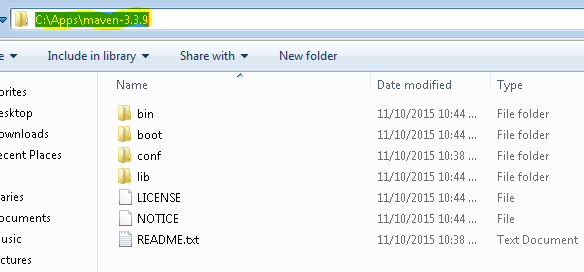 C:\Apps\maven-3.3.9
e Include in library Share with New folder
Name Date modified Type
orites
esktop
ownloads
ecent Places
aries
ocuments
usic
ctures
bin 11/10/2015 10:44 ... File folder
boot 11/10/2015 10:44 ... File folder
conf 11/10/2015 10:38 ... File folder
lib 11/10/2015 10:44 ... File folder
LICENSE 11/10/2015 10:44 ... File
NOTICE 11/10/2015 10:44 ... File
README.txt 11/10/2015 10:38 ... Text Document